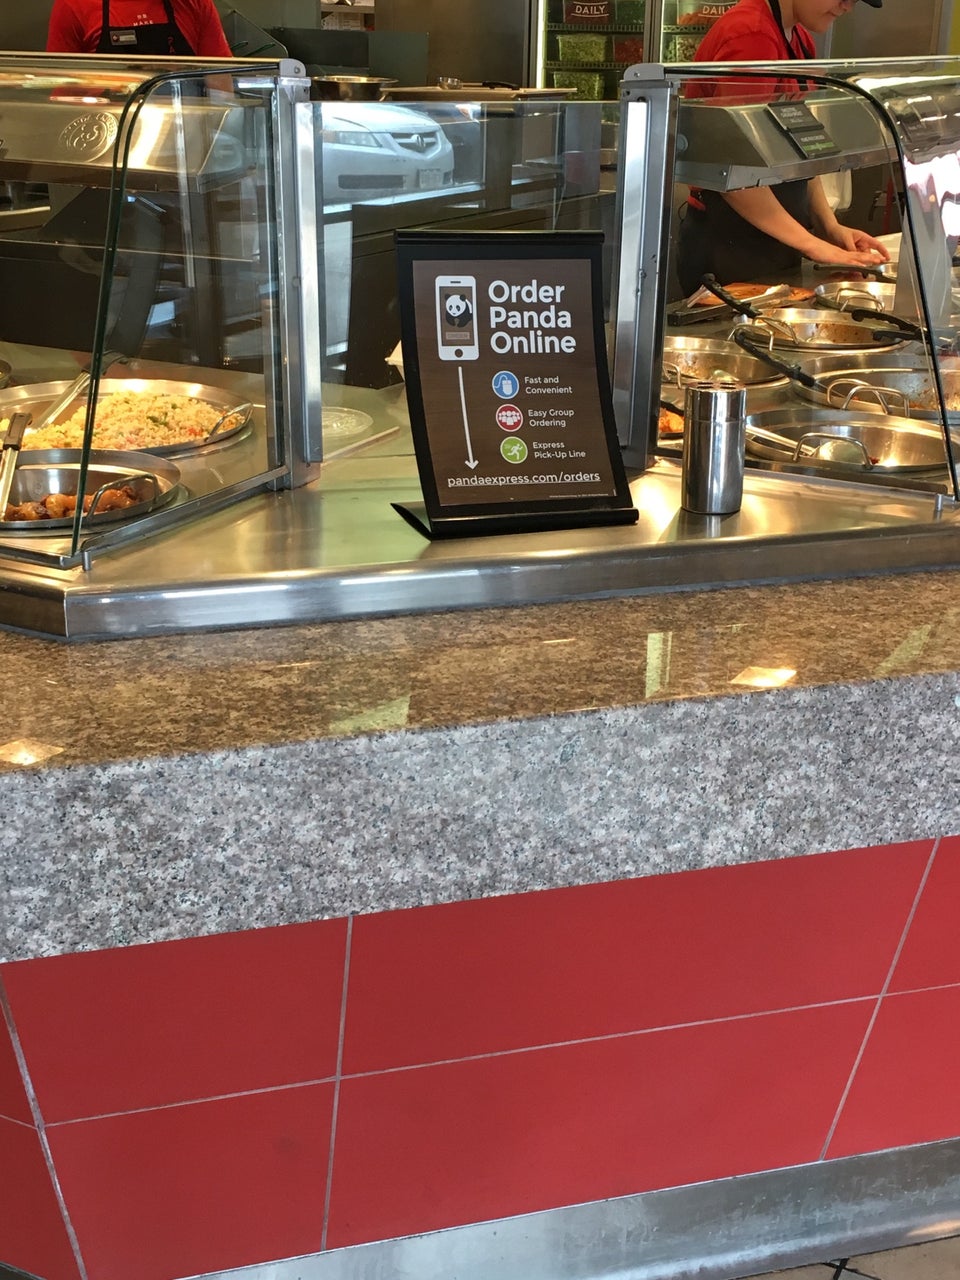 DAILY
DAILY
Order
Panda
Online
Fast and
Convenient
Easy Group
Ordering
Express
Pick-Up Line
pandaexpress.com/orders